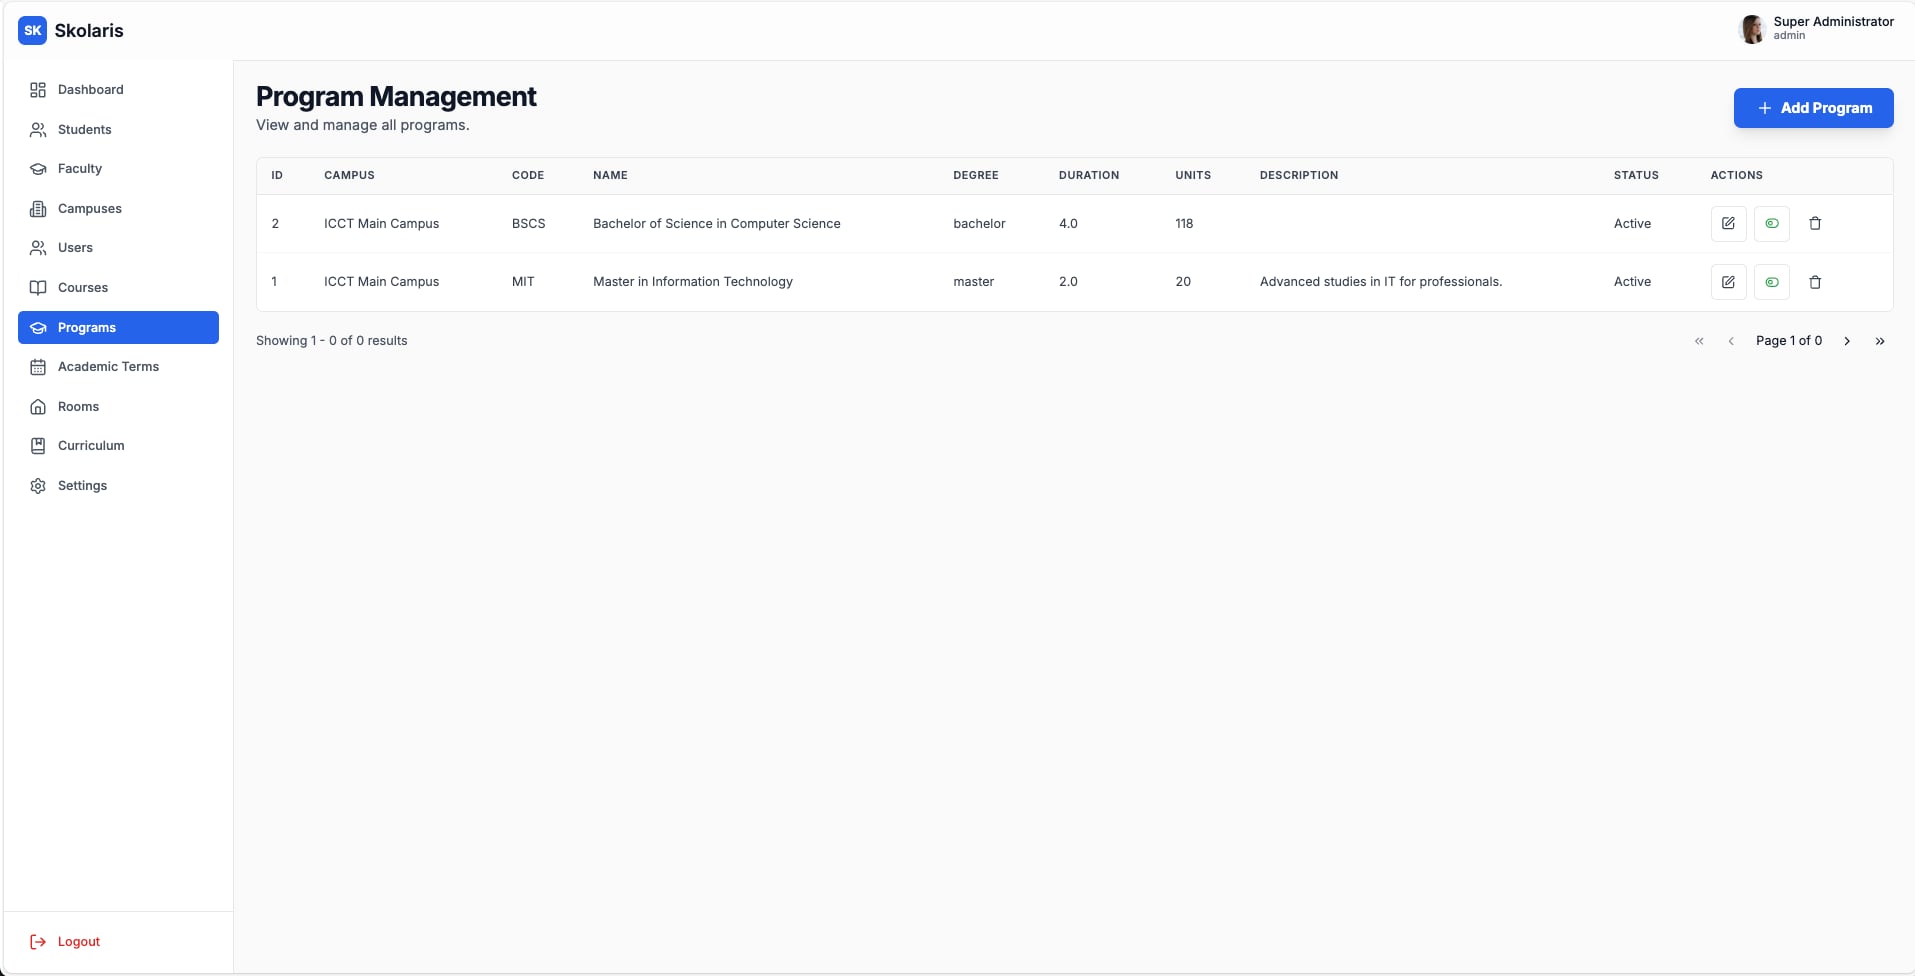 SK Skolaris
Super Administrator
admin
Dashboard
Students
Faculty
Campuses
Users
Courses
Programs
Academic Terms
Rooms
Curriculum
Settings
Logout
Program Management
View and manage all programs.
+ Add Program
ID CAMPUS CODE NAME DEGREE DURATION UNITS DESCRIPTION STATUS ACTIONS
2 ICCT Main Campus BSCS Bachelor of Science in Computer Science bachelor 4.0 118 Active
1 ICCT Main Campus MIT Master in Information Technology master 2.0 20 Advanced studies in IT for professionals. Active
Showing 1 - 0 of 0 results
« ‹ Page 1 of 0 › »